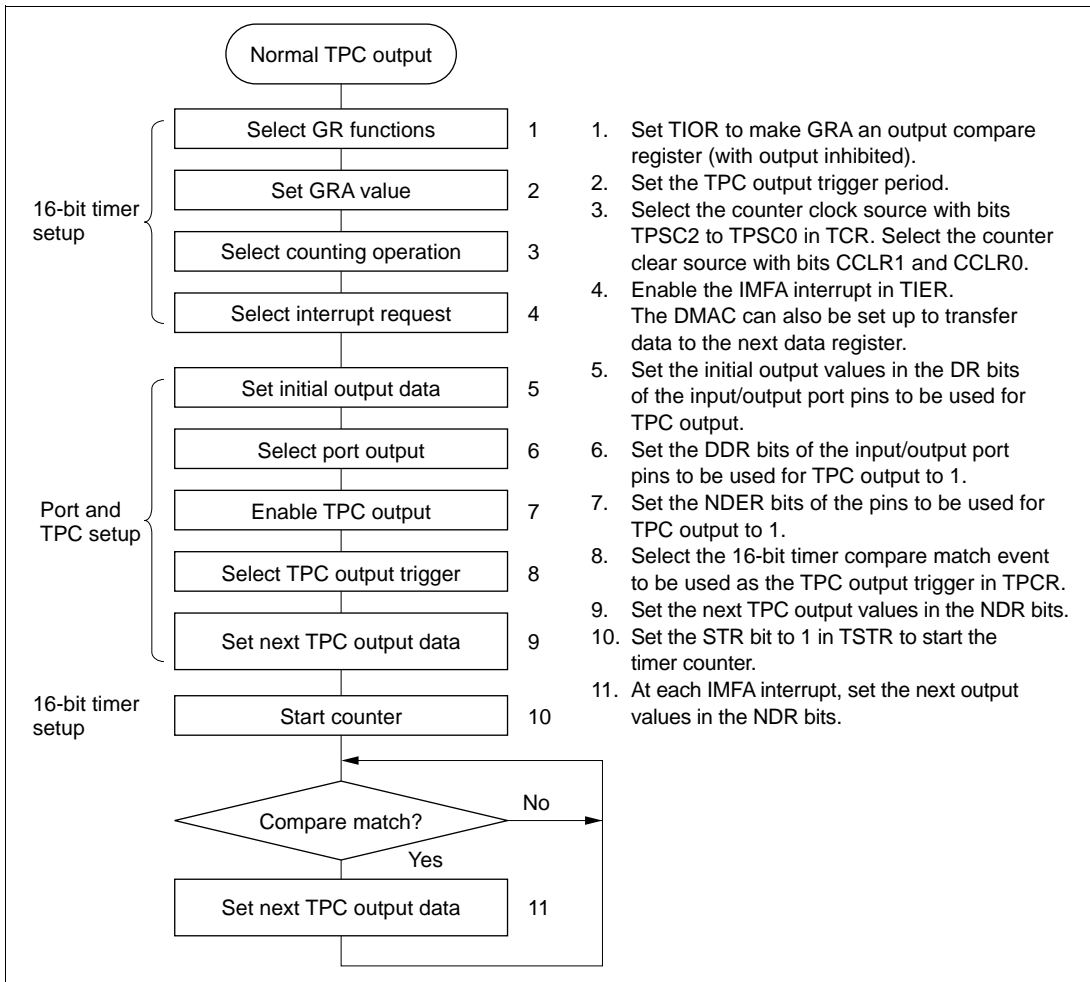 Normal TPC output
16-bit timer
setup
Select GR functions 1
Set GRA value 2
Select counting operation 3
Select interrupt request 4
Port and
TPC setup
Set initial output data 5
Select port output 6
Enable TPC output 7
Select TPC output trigger 8
Set next TPC output data 9
16-bit timer
setup
Start counter 10
Compare match?
No
Yes
Set next TPC output data 11
1. Set TIOR to make GRA an output compare
register (with output inhibited).
2. Set the TPC output trigger period.
3. Select the counter clock source with bits
TPSC2 to TPSC0 in TCR. Select the counter
clear source with bits CCLR1 and CCLR0.
4. Enable the IMFA interrupt in TIER.
The DMAC can also be set up to transfer
data to the next data register.
5. Set the initial output values in the DR bits
of the input/output port pins to be used for
TPC output.
6. Set the DDR bits of the input/output port
pins to be used for TPC output to 1.
7. Set the NDER bits of the pins to be used for
TPC output to 1.
8. Select the 16-bit timer compare match event
to be used as the TPC output trigger in TPCR.
9. Set the next TPC output values in the NDR bits.
10. Set the STR bit to 1 in TSTR to start the
timer counter.
11. At each IMFA interrupt, set the next output
values in the NDR bits.